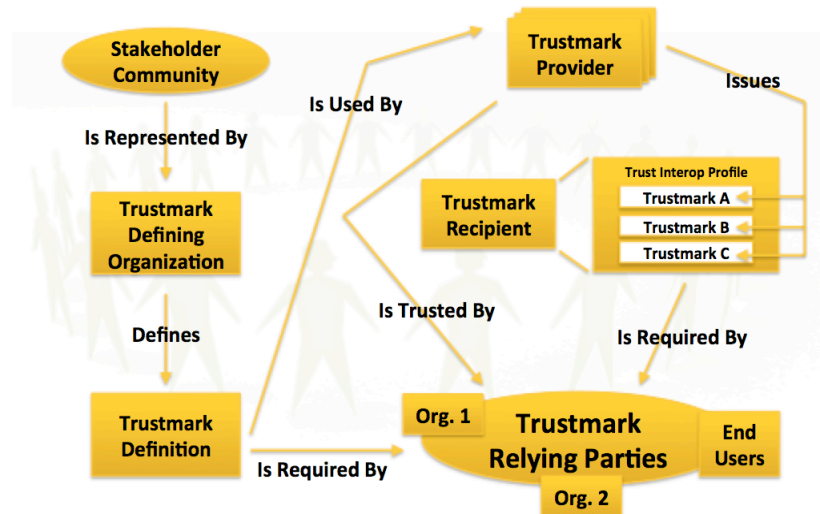 Stakeholder
Community
Trustmark
Provider
Issues
Is Used By
Is Represented By
Trust Interop Profile
Trustmark A
Trustmark B
Trustmark C
Trustmark
Recipient
Trustmark
Defining
Organization
Is Trusted By
Defines
Is Required By
Trustmark
Definition
Is Required By
Org. 1
Trustmark
Relying Parties
End
Users
Org. 2